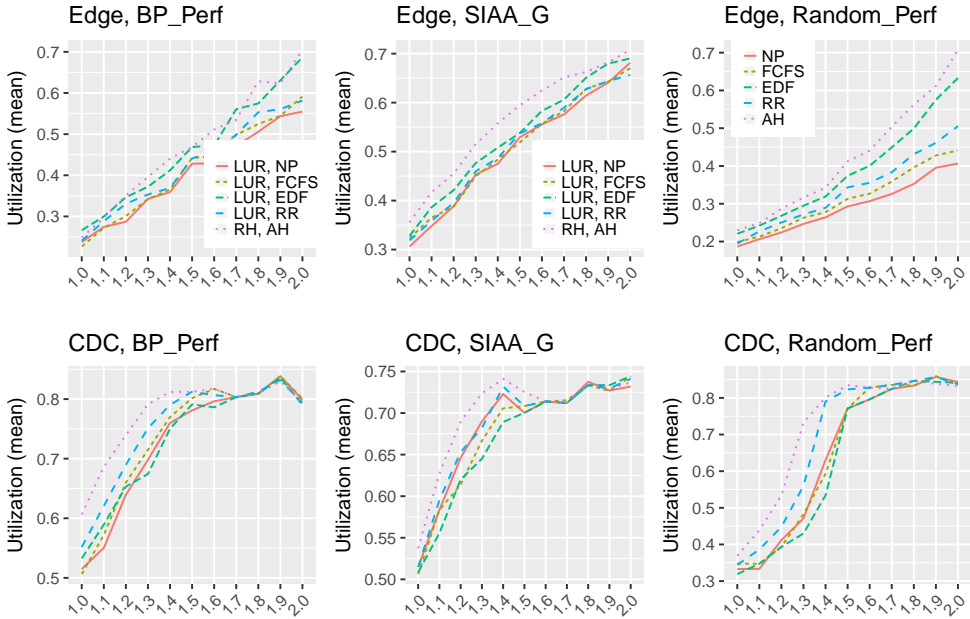 Edge, BP_Perf
Edge, SIAA_G
Edge, Random_Perf
Utilization (mean)
0.7
0.6
0.5
0.4
0.3
LUR, NP
LUR, FCFS
LUR, EDF
LUR, RR
RH, AH
1.0 1.1 1.2 1.3 1.4 1.5 1.6 1.7 1.8 1.9 2.0
Utilization (mean)
0.7
0.6
0.5
0.4
0.3
LUR, NP
LUR, FCFS
LUR, EDF
LUR, RR
RH, AH
1.0 1.1 1.2 1.3 1.4 1.5 1.6 1.7 1.8 1.9 2.0
Utilization (mean)
0.7
0.6
0.5
0.4
0.3
0.2
NP
FCFS
EDF
RR
AH
1.0 1.1 1.2 1.3 1.4 1.5 1.6 1.7 1.8 1.9 2.0
CDC, BP_Perf
CDC, SIAA_G
CDC, Random_Perf
Utilization (mean)
0.8
0.7
0.6
0.5
1.0 1.1 1.2 1.3 1.4 1.5 1.6 1.7 1.8 1.9 2.0
Utilization (mean)
0.75
0.70
0.65
0.60
0.55
0.50
1.0 1.1 1.2 1.3 1.4 1.5 1.6 1.7 1.8 1.9 2.0
Utilization (mean)
0.8
0.7
0.6
0.5
0.4
0.3
1.0 1.1 1.2 1.3 1.4 1.5 1.6 1.7 1.8 1.9 2.0